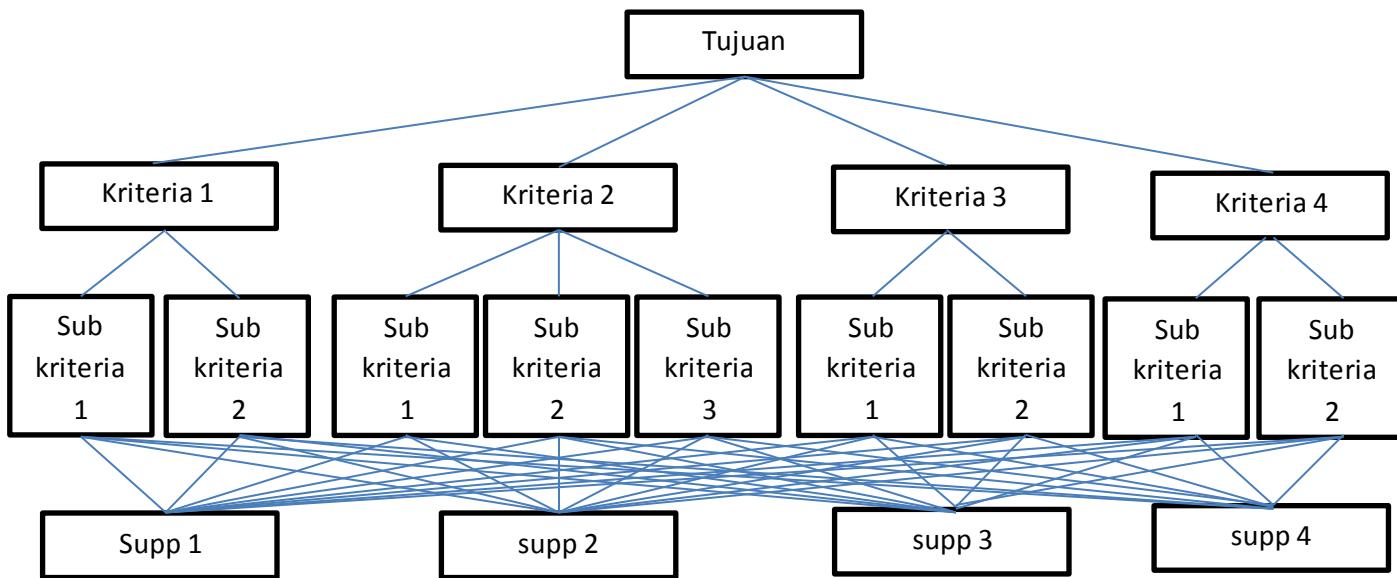 Tujuan
Kriteria 1
Kriteria 2
Kriteria 3
Kriteria 4
Sub
kriteria
1
Sub
kriteria
2
Sub
kriteria
1
Sub
kriteria
2
Sub
kriteria
3
Sub
kriteria
1
Sub
kriteria
2
Sub
kriteria
1
Sub
kriteria
2
Supp 1
supp 2
supp 3
supp 4